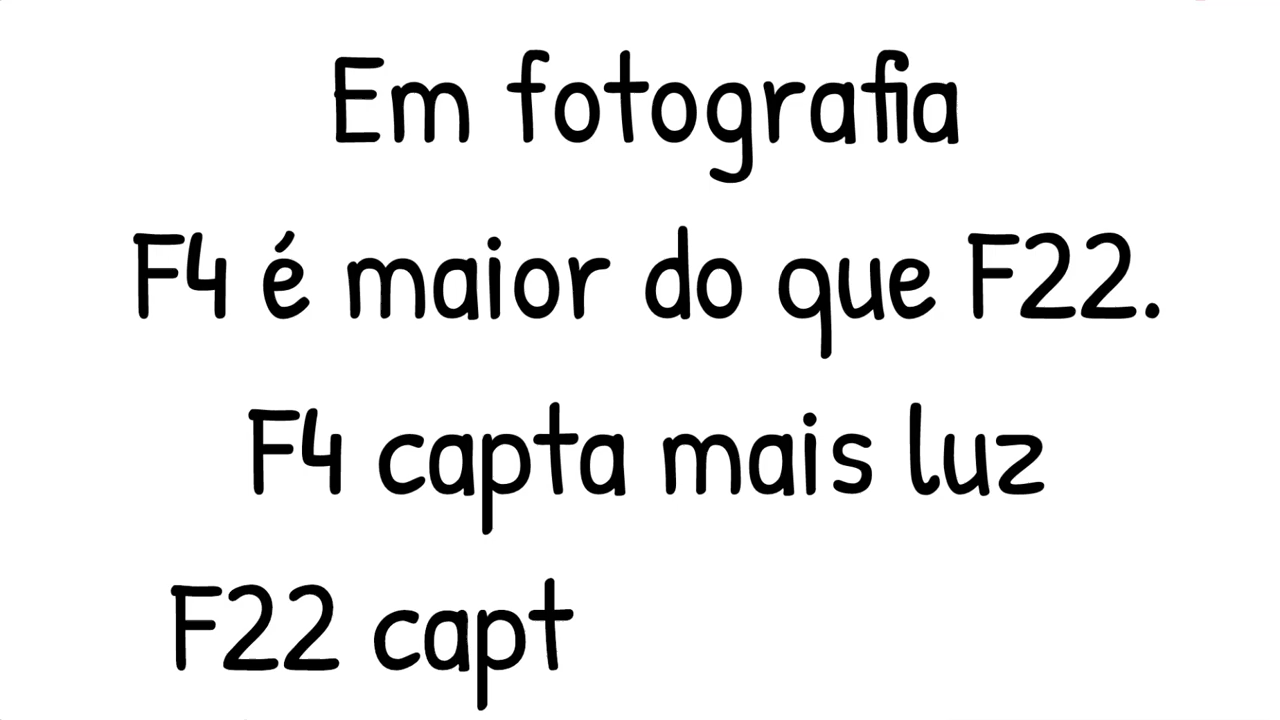 Em fotografia
F4 é maior do que F22.
F4 capta mais luz
F22 capt